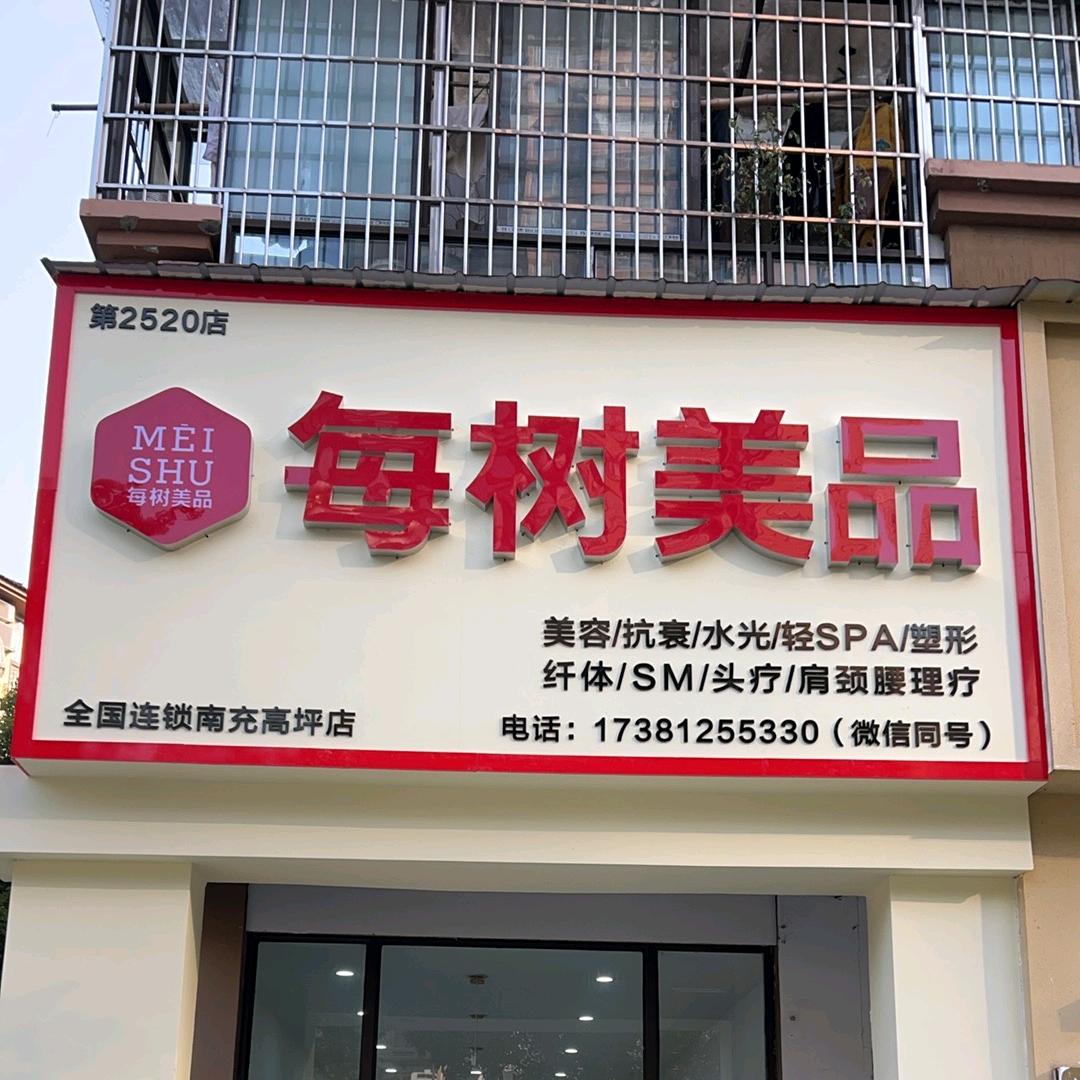 第2520店
MĒI
SHU
每树美品
每树美品
美容/抗衰/水光/轻SPA/塑形
纤体/SM/头疗/肩颈腰理疗
全国连锁南充高坪店
电话：17381255330（微信同号）